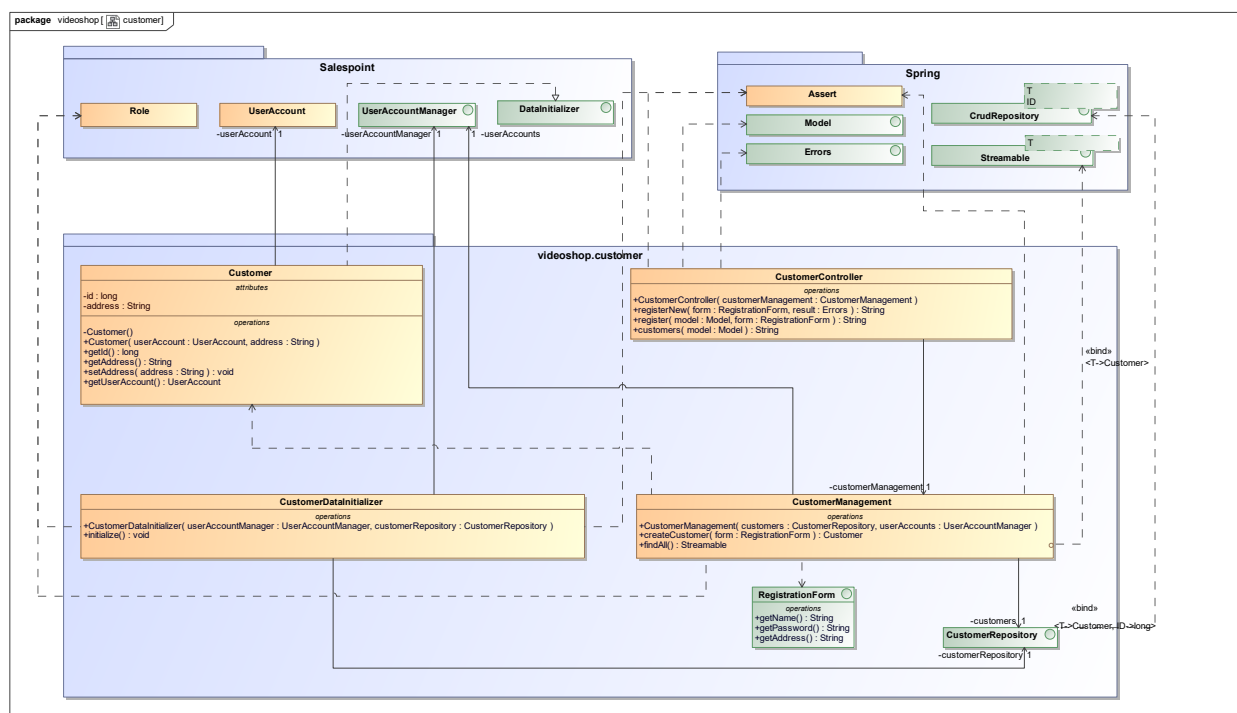 package videoshop [ customer]
Salespoint
Role
UserAccount
UserAccountManager
DataInitializer
-userAccount 1
-userAccountManager 1
1 -userAccounts
Spring
Assert
Model
Errors
T
ID
CrudRepository
T
Streamable
videoshop.customer
Customer
attributes
-id : long
-address : String
operations
-Customer()
+Customer( userAccount : UserAccount, address : String )
+getId() : long
+getAddress() : String
+setAddress( address : String ) : void
+getUserAccount() : UserAccount
CustomerController
operations
+CustomerController( customerManagement : CustomerManagement )
+registerNew( form : RegistrationForm, result : Errors ) : String
+register( model : Model, form : RegistrationForm ) : String
+customers( model : Model ) : String
«bind»
<T->Customer>
-customerManagement 1
CustomerDataInitializer
operations
+CustomerDataInitializer( userAccountManager : UserAccountManager, customerRepository : CustomerRepository )
+initialize() : void
CustomerManagement
operations
+CustomerManagement( customers : CustomerRepository, userAccounts : UserAccountManager )
+createCustomer( form : RegistrationForm ) : Customer
+findAll() : Streamable
RegistrationForm
operations
+getName() : String
+getPassword() : String
+getAddress() : String
«bind»
<T->Customer, ID->long>
-customers 1
CustomerRepository
-customerRepository 1